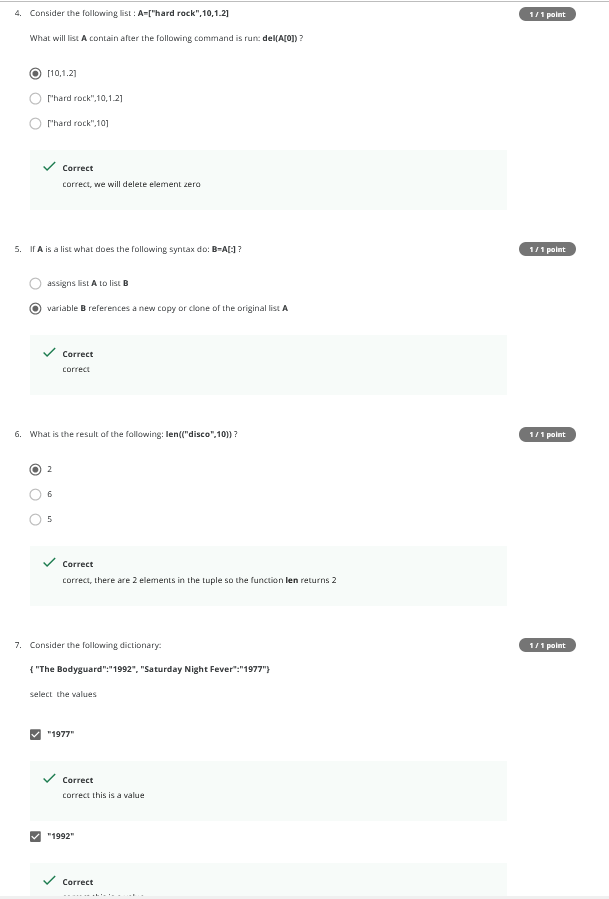 4. Consider the following list : A=["hard rock",10,1.2]
1 / 1 point
What will list A contain after the following command is run: del(A[0]) ?
[10,1.2]
["hard rock",10,1.2]
["hard rock",10]
Correct
correct, we will delete element zero
5. If A is a list what does the following syntax do: B=A[:] ?
1 / 1 point
assigns list A to list B
variable B references a new copy or clone of the original list A
Correct
correct
6. What is the result of the following: len(("disco",10)) ?
1 / 1 point
2
6
5
Correct
correct, there are 2 elements in the tuple so the function len returns 2
7. Consider the following dictionary:
1 / 1 point
{ "The Bodyguard":"1992", "Saturday Night Fever":"1977"}
select the values
"1977"
Correct
correct this is a value
"1992"
Correct